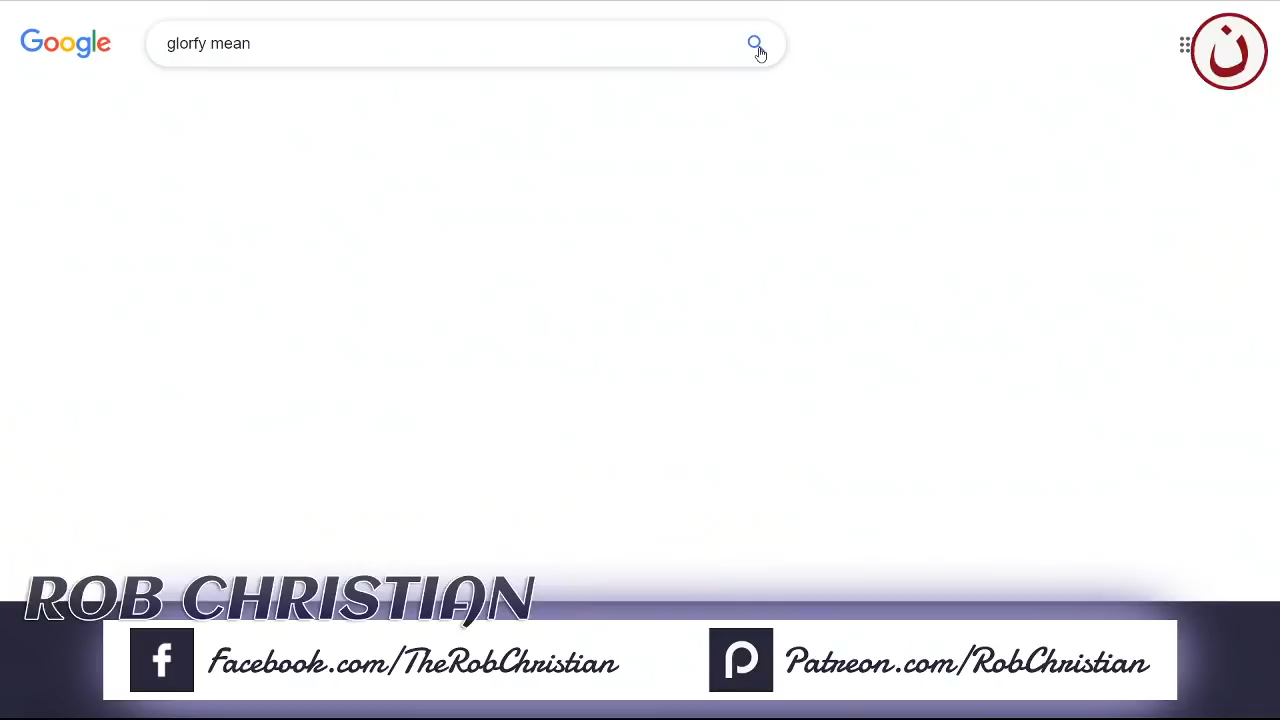 Google
glorfy mean
ن
ROB CHRISTIAN
Facebook.com/TheRobChristian
Patreon.com/RobChristian